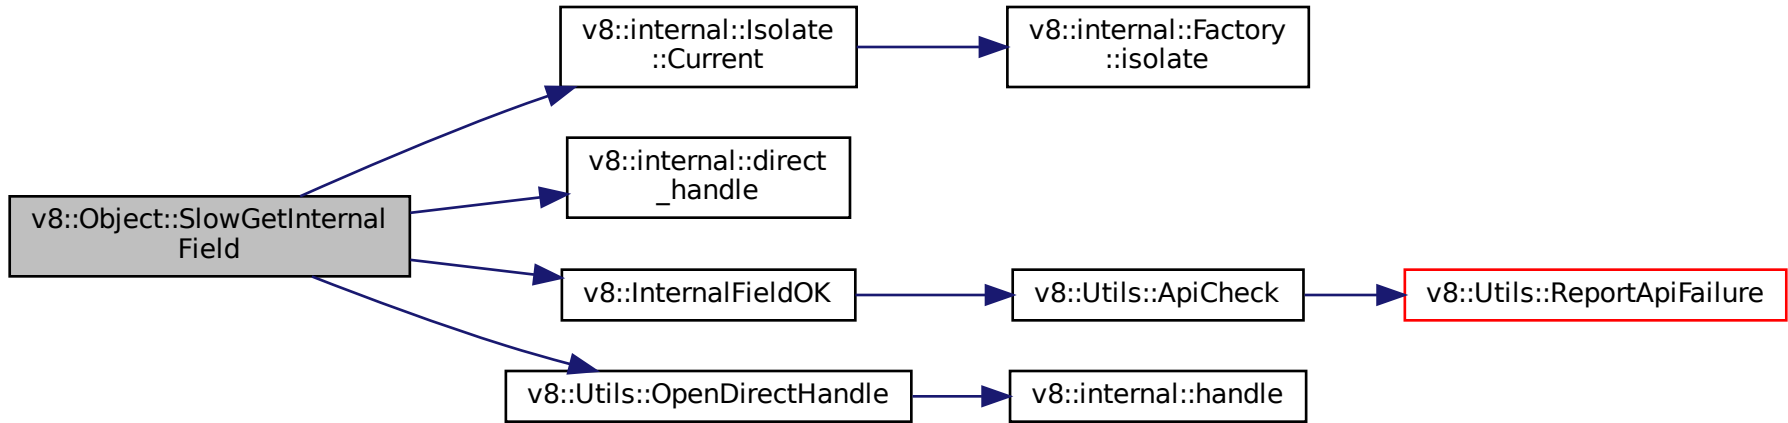 v8::internal::Isolate
::Current
v8::internal::Factory
::isolate
v8::internal::direct
_handle
v8::Object::SlowGetInternal
Field
v8::InternalFieldOK
v8::Utils::ApiCheck
v8::Utils::ReportApiFailure
v8::Utils::OpenDirectHandle
v8::internal::handle